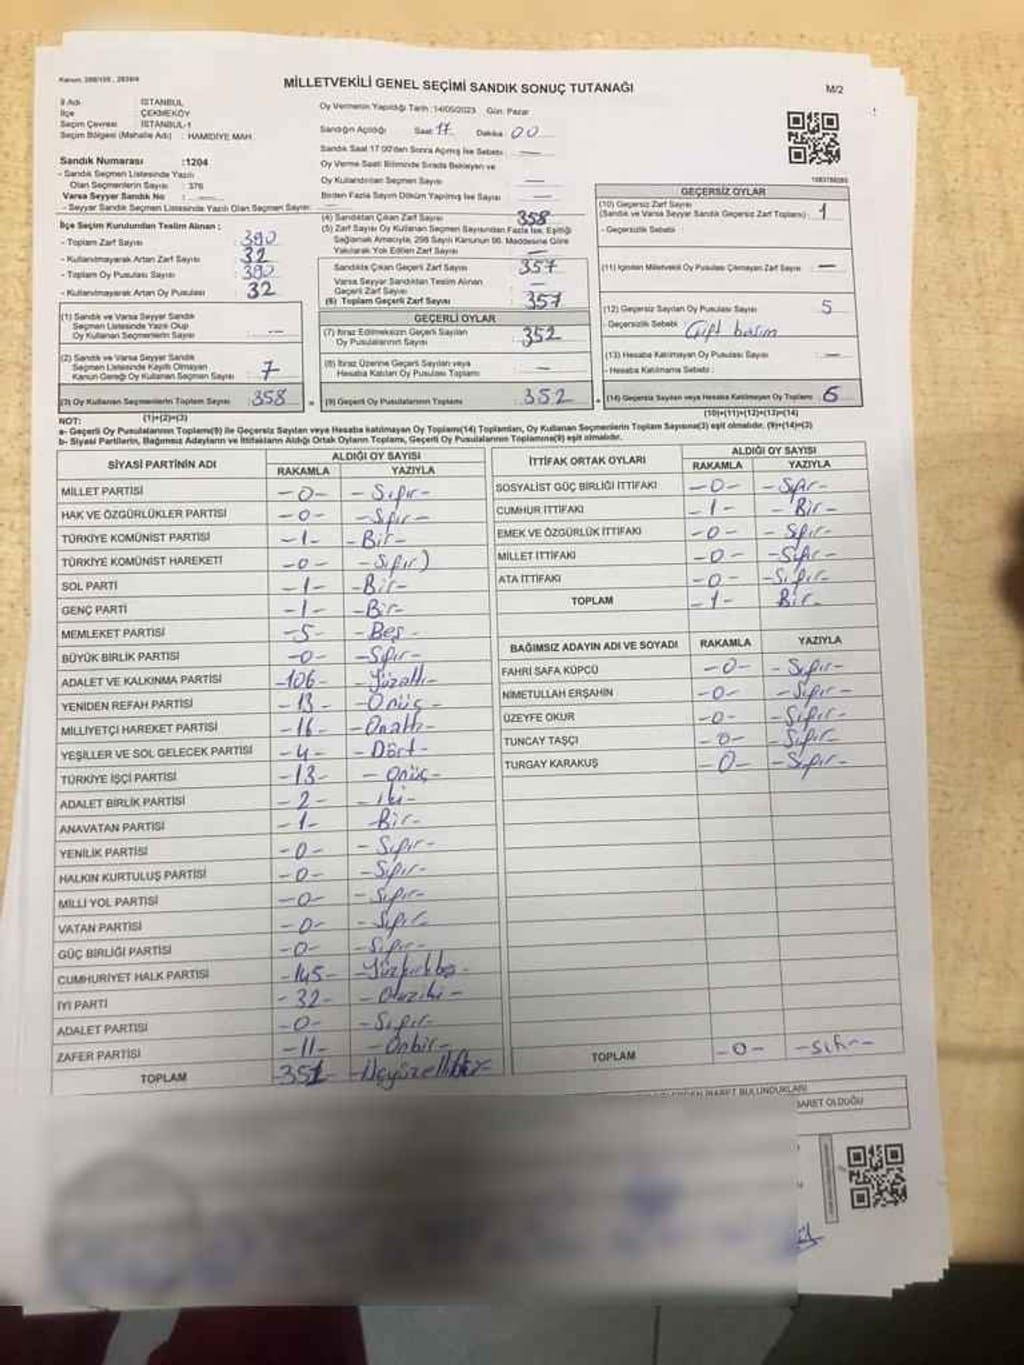 Kanun: 298/105 , 2839/4
MİLLETVEKİLİ GENEL SEÇİMİ SANDIK SONUÇ TUTANAĞI
M/2
İl Adı : İSTANBUL
İlçe : ÇEKMEKÖY
Seçim Çevresi : İSTANBUL-1
Seçim Bölgesi (Mahalle Adı) : HAMİDİYE MAH.
Sandık Numarası :1204
- Sandık Seçmen Listesinde Yazılı
Olan Seçmenlerin Sayısı : 376
Varsa Seyyar Sandık No :
- Seyyar Sandık Seçmen Listesinde Yazılı Olan Seçmen Sayısı:
Oy Vermenin Yapıldığı Tarih :14/05/2023 Gün: Pazar
Sandığın Açıldığı Saat: 17 Dakika: 00
Sandık Saat 17:00'dan Sonra Açılmış İse Sebebi: —
Oy Verme Saati Bitiminde Sırada Bekleyen ve
Oy Kullandırılan Seçmen Sayısı : —
Birden Fazla Sayım Döküm Yapılmış İse Sayısı : —
İlçe Seçim Kurulundan Teslim Alınan :
- Toplam Zarf Sayısı : 390
- Kullanılmayarak Artan Zarf Sayısı : 32
- Toplam Oy Pusulası Sayısı : 390
- Kullanılmayarak Artan Oy Pusulası : 32
(1) Sandık ve Varsa Seyyar Sandık
Seçmen Listesinde Yazılı Olup
Oy Kullanan Seçmenlerin Sayısı : —
(2) Sandık ve Varsa Seyyar Sandık
Seçmen Listesinde Kayıtlı Olmayan
Kanun Gereği Oy Kullanan Seçmen Sayısı : 7
(3) Oy Kullanan Seçmenlerin Toplam Sayısı : 358
(1)+(2)=(3)
(4) Sandıktan Çıkan Zarf Sayısı : 358
(5) Zarf Sayısı Oy Kullanan Seçmen Sayısından Fazla İse, Eşitliği
Sağlamak Amacıyla, 298 Sayılı Kanunun 98. Maddesine Göre
Yakılarak Yok Edilen Zarf Sayısı : —
Sandıkta Çıkan Geçerli Zarf Sayısı : 357
Varsa Seyyar Sandıktan Teslim Alınan
Geçerli Zarf Sayısı : —
(6) Toplam Geçerli Zarf Sayısı : 357
GEÇERLİ OYLAR
(7) İtiraz Edilmeksizin Geçerli Sayılan
Oy Pusulalarının Sayısı : 352
(8) İtiraz Üzerine Geçerli Sayılan veya
Hesaba Katılan Oy Pusulası Toplamı : —
(9) Geçerli Oy Pusulalarının Toplamı : 352
GEÇERSİZ OYLAR
(10) Geçersiz Zarf Sayısı
(Sandık ve Varsa Seyyar Sandık Geçersiz Zarf Toplamı) : 1
- Geçersizlik Sebebi :
(11) İçinden Milletvekili Oy Pusulası Çıkmayan Zarf Sayısı : —
(12) Geçersiz Sayılan Oy Pusulası Sayısı : 5
- Geçersizlik Sebebi : Çift basım
(13) Hesaba Katılmayan Oy Pusulası Sayısı : —
- Hesaba Katılmama Sebebi :
(14) Geçersiz Sayılan veya Hesaba Katılmayan Oy Toplamı : 6
(10)+(11)+(12)+(13)=(14)
NOT:
a- Geçerli Oy Pusulalarının Toplamı(9) ile Geçersiz Sayılan veya Hesaba katılmayan Oy Toplamı(14) Toplamları, Oy Kullanan Seçmenlerin Toplam Sayısına(3) eşit olmalıdır. (9)+(14)=(3)
b- Siyasi Partilerin, Bağımsız Adayların ve İttifakların Aldığı Ortak Oyların Toplamı, Geçerli Oy Pusulalarının Toplamına(9) eşit olmalıdır.
SİYASİ PARTİNİN ADI ALDIĞI OY SAYISI
RAKAMLA YAZIYLA
MİLLET PARTİSİ -0- -Sıfır-
HAK VE ÖZGÜRLÜKLER PARTİSİ -0- -Sıfır-
TÜRKİYE KOMÜNİST PARTİSİ -1- -Bir-
TÜRKİYE KOMÜNİST HAREKETİ -0- -Sıfır)
SOL PARTİ -1- -Bir-
GENÇ PARTİ -1- -Bir-
MEMLEKET PARTİSİ -5- -Beş-
BÜYÜK BİRLİK PARTİSİ -0- -Sıfır-
ADALET VE KALKINMA PARTİSİ -106- -Yüzaltı-
YENİDEN REFAH PARTİSİ -13- -Onüç-
MİLLİYETÇİ HAREKET PARTİSİ -16- -Onaltı-
YEŞİLLER VE SOL GELECEK PARTİSİ -4- -Dört-
TÜRKİYE İŞÇİ PARTİSİ -13- -onüç-
ADALET BİRLİK PARTİSİ -2- -iki-
ANAVATAN PARTİSİ -1- -Bir-
YENİLİK PARTİSİ -0- -Sıfır-
HALKIN KURTULUŞ PARTİSİ -0- -Sıfır-
MİLLİ YOL PARTİSİ -0- -Sıfır-
VATAN PARTİSİ -0- -Sıfır-
GÜÇ BİRLİĞİ PARTİSİ -0- -Sıfır-
CUMHURİYET HALK PARTİSİ -145- -Yüzkırkbeş-
İYİ PARTİ -32- -Otuziki-
ADALET PARTİSİ -0- -Sıfır-
ZAFER PARTİSİ -11- -Onbir-
TOPLAM -351- -Üçyüzellibir-
İTTİFAK ORTAK OYLARI ALDIĞI OY SAYISI
RAKAMLA YAZIYLA
SOSYALİST GÜÇ BİRLİĞİ İTTİFAKI -0- -Sıfır-
CUMHUR İTTİFAKI -1- -Bir-
EMEK VE ÖZGÜRLÜK İTTİFAKI -0- -Sıfır-
MİLLET İTTİFAKI -0- -Sıfır-
ATA İTTİFAKI -0- -Sıfır-
TOPLAM -1- Bir-
BAĞIMSIZ ADAYIN ADI VE SOYADI RAKAMLA YAZIYLA
FAHRİ SAFA KÜPCÜ -0- -Sıfır-
NİMETULLAH ERŞAHİN -0- -Sıfır-
ÜZEYFE OKUR -0- -Sıfır-
TUNCAY TAŞÇI -0- -Sıfır-
TURGAY KARAKUŞ -0- -Sıfır-
TOPLAM -0- -Sıfır-
İBARET BULUNDUKLARI
İBARET OLDUĞU